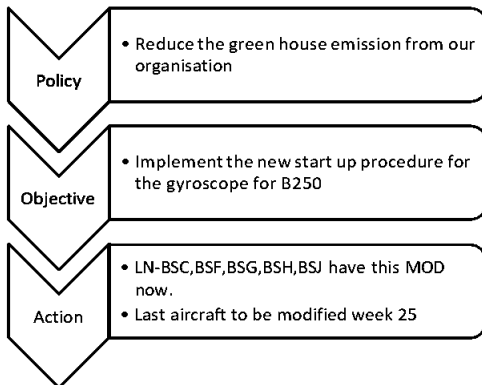 Policy
• Reduce the green house emission from our
organisation
Objective
• Implement the new start up procedure for
the gyroscope for B250
Action
• LN-BSC,BSF,BSG,BSH,BSJ have this MOD
now.
• Last aircraft to be modified week 25